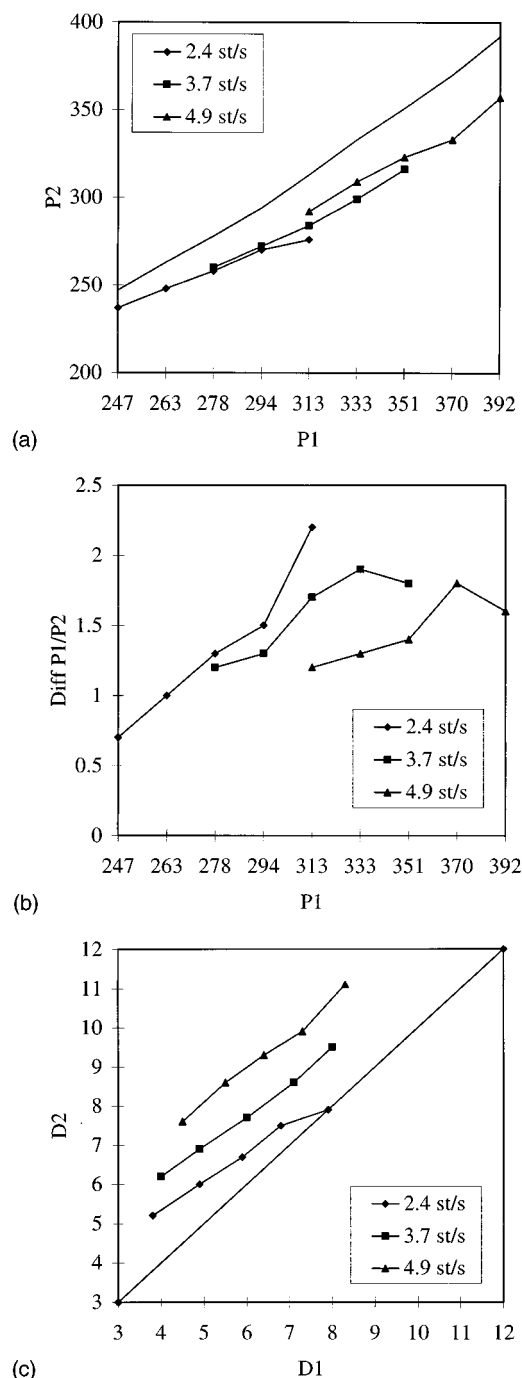 400
350
300
250
200
P2
2.4 st/s
3.7 st/s
4.9 st/s
247 263 278 294 313 333 351 370 392
(a)
P1
2.5
2
1.5
1
0.5
0
Diff P1/P2
2.4 st/s
3.7 st/s
4.9 st/s
247 263 278 294 313 333 351 370 392
(b)
P1
12
11
10
9
8
7
6
5
4
3
D2
2.4 st/s
3.7 st/s
4.9 st/s
3 4 5 6 7 8 9 10 11 12
(c)
D1